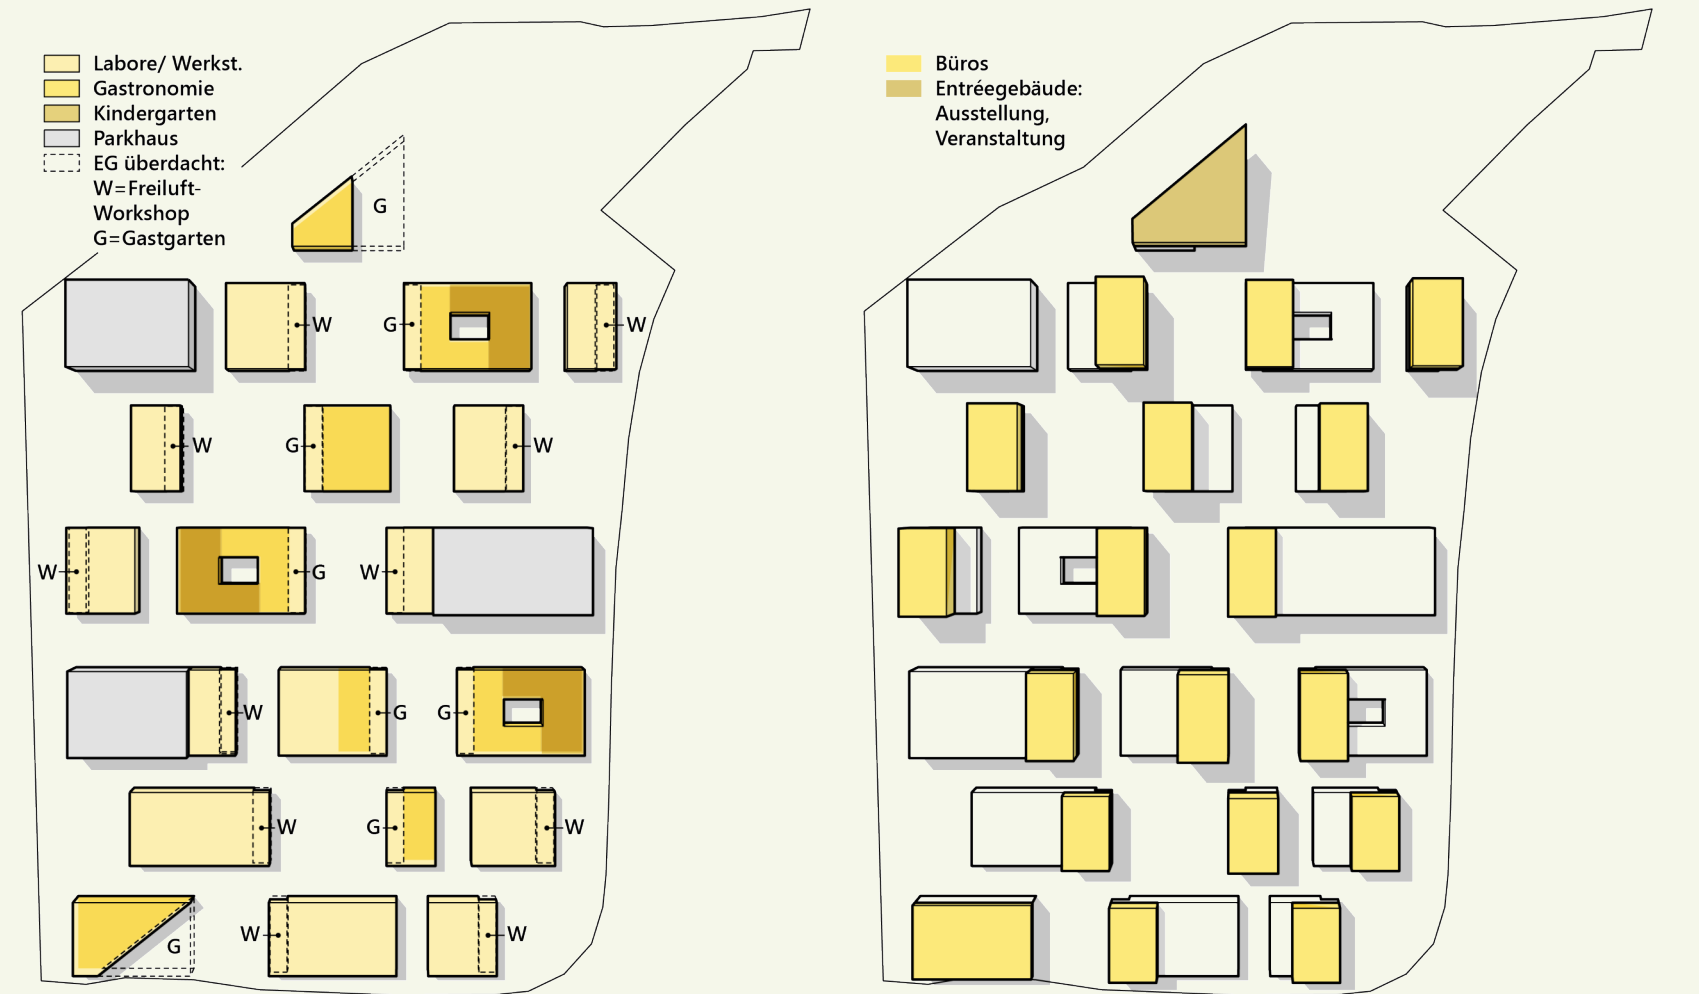 Labore/ Werkst.
Gastronomie
Kindergarten
Parkhaus
EG überdacht:
W=Freiluft-
Workshop
G=Gastgarten
Büros
Entréegebäude:
Ausstellung,
Veranstaltung
G
W
G
W
W
G
W
W
G
W
W
G
G
W
G
W
G
W
W